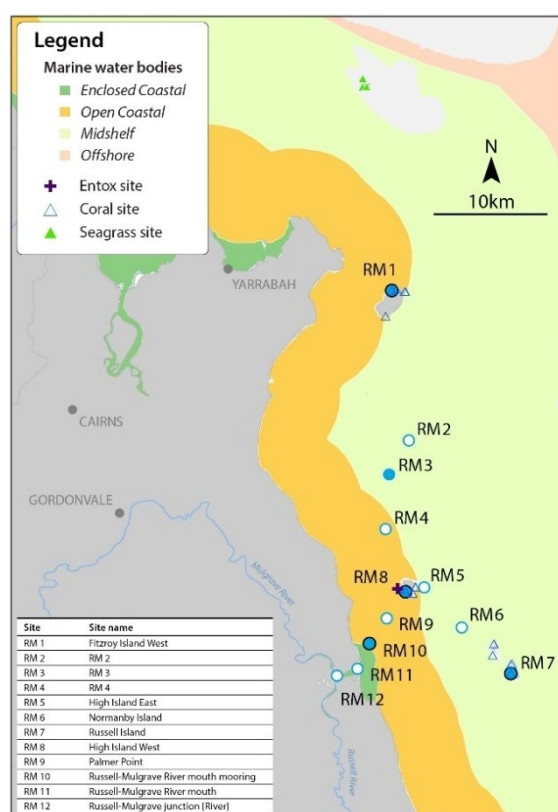 Legend
Marine water bodies
Enclosed Coastal
Open Coastal
Midshelf
Offshore
Entox site
Coral site
Seagrass site
N
10km
RM1
YARRABAH
RM2
CAIRNS
RM3
GORDONVALE
RM4
Mulgrave River
RM8
RM5
RM9
RM6
RM10
RM7
RM11
RM12
Russell River
Site Site name
RM 1 Fitzroy Island West
RM 2 RM 2
RM 3 RM 3
RM 4 RM 4
RM 5 High Island East
RM 6 Normanby Island
RM 7 Russell Island
RM 8 High Island West
RM 9 Palmer Point
RM 10 Russell-Mulgrave River mouth mooring
RM 11 Russell-Mulgrave River mouth
RM 12 Russell-Mulgrave junction [River]